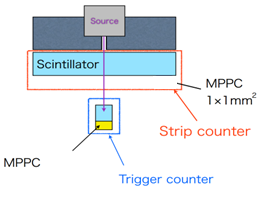 Source
Scintillator
MPPC
1×1mm²
Strip counter
MPPC
Trigger counter